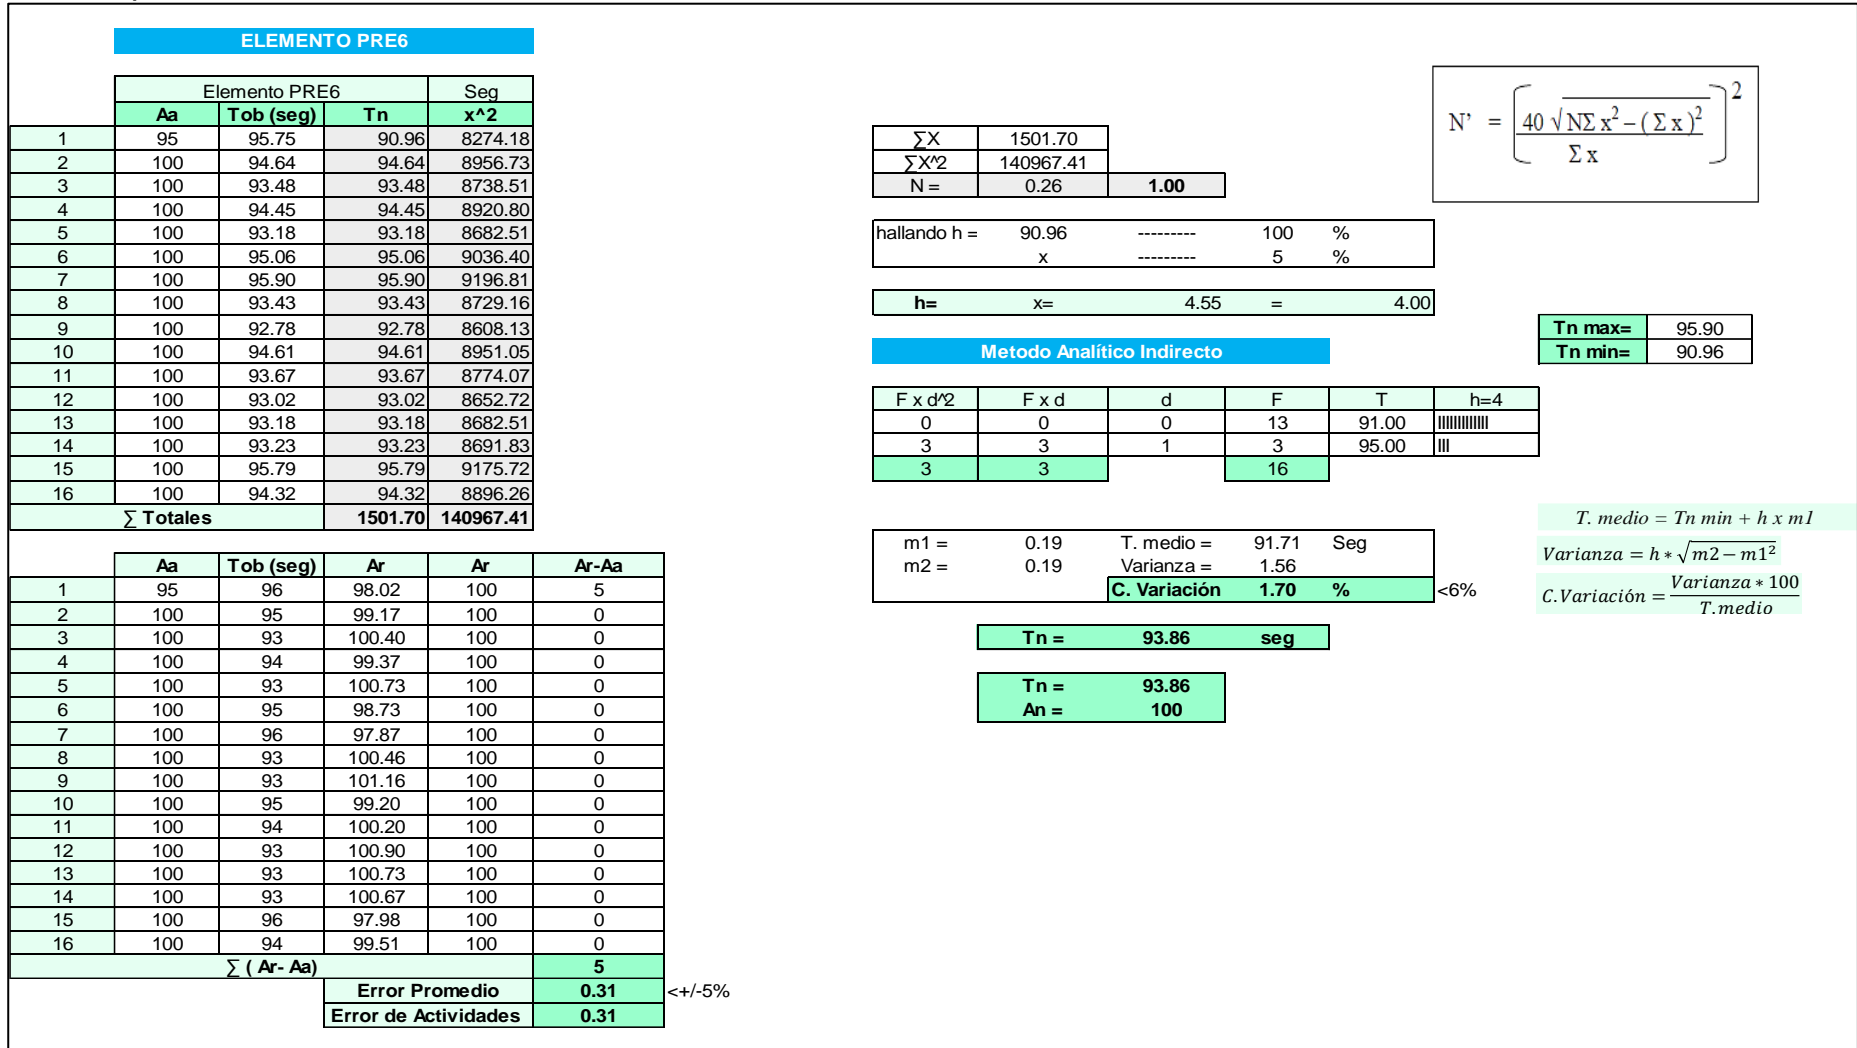 ELEMENTO PRE6
Elemento PRE6 Seg
Aa Tob (seg) Tn x^2
1 95 95.75 90.96 8274.18
2 100 94.64 94.64 8956.73
3 100 93.48 93.48 8738.51
4 100 94.45 94.45 8920.80
5 100 93.18 93.18 8682.51
6 100 95.06 95.06 9036.40
7 100 95.90 95.90 9196.81
8 100 93.43 93.43 8729.16
9 100 92.78 92.78 8608.13
10 100 94.61 94.61 8951.05
11 100 93.67 93.67 8774.07
12 100 93.02 93.02 8652.72
13 100 93.18 93.18 8682.51
14 100 93.23 93.23 8691.83
15 100 95.79 95.79 9175.72
16 100 94.32 94.32 8896.26
∑ Totales 1501.70 140967.41
Aa Tob (seg) Ar Ar Ar-Aa
1 95 96 98.02 100 5
2 100 95 99.17 100 0
3 100 93 100.40 100 0
4 100 94 99.37 100 0
5 100 93 100.73 100 0
6 100 95 98.73 100 0
7 100 96 97.87 100 0
8 100 93 100.46 100 0
9 100 93 101.16 100 0
10 100 95 99.20 100 0
11 100 94 100.20 100 0
12 100 93 100.90 100 0
13 100 93 100.73 100 0
14 100 93 100.67 100 0
15 100 96 97.98 100 0
16 100 94 99.51 100 0
∑ ( Ar- Aa) 5
Error Promedio 0.31 <+/-5%
Error de Actividades 0.31
∑X 1501.70
∑X^2 140967.41
N = 0.26 1.00
N' = [ 40 √ NΣ x² – ( Σ x )² / Σ x ] 2
hallando h = 90.96 --------- 100 %
x --------- 5 %
h= x= 4.55 = 4.00
Tn max= 95.90
Tn min= 90.96
Metodo Analítico Indirecto
F x d^2 F x d d F T h=4
0 0 0 13 91.00 IIIIIIIIIIIII
3 3 1 3 95.00 III
3 3 16
m1 = 0.19 T. medio = 91.71 Seg
m2 = 0.19 Varianza = 1.56
C. Variación 1.70 % <6%
T. medio = Tn min + h x m1
Varianza = h ∗ √m2 − m1²
C.Variación = Varianza ∗ 100 / T.medio
Tn = 93.86 seg
Tn = 93.86
An = 100